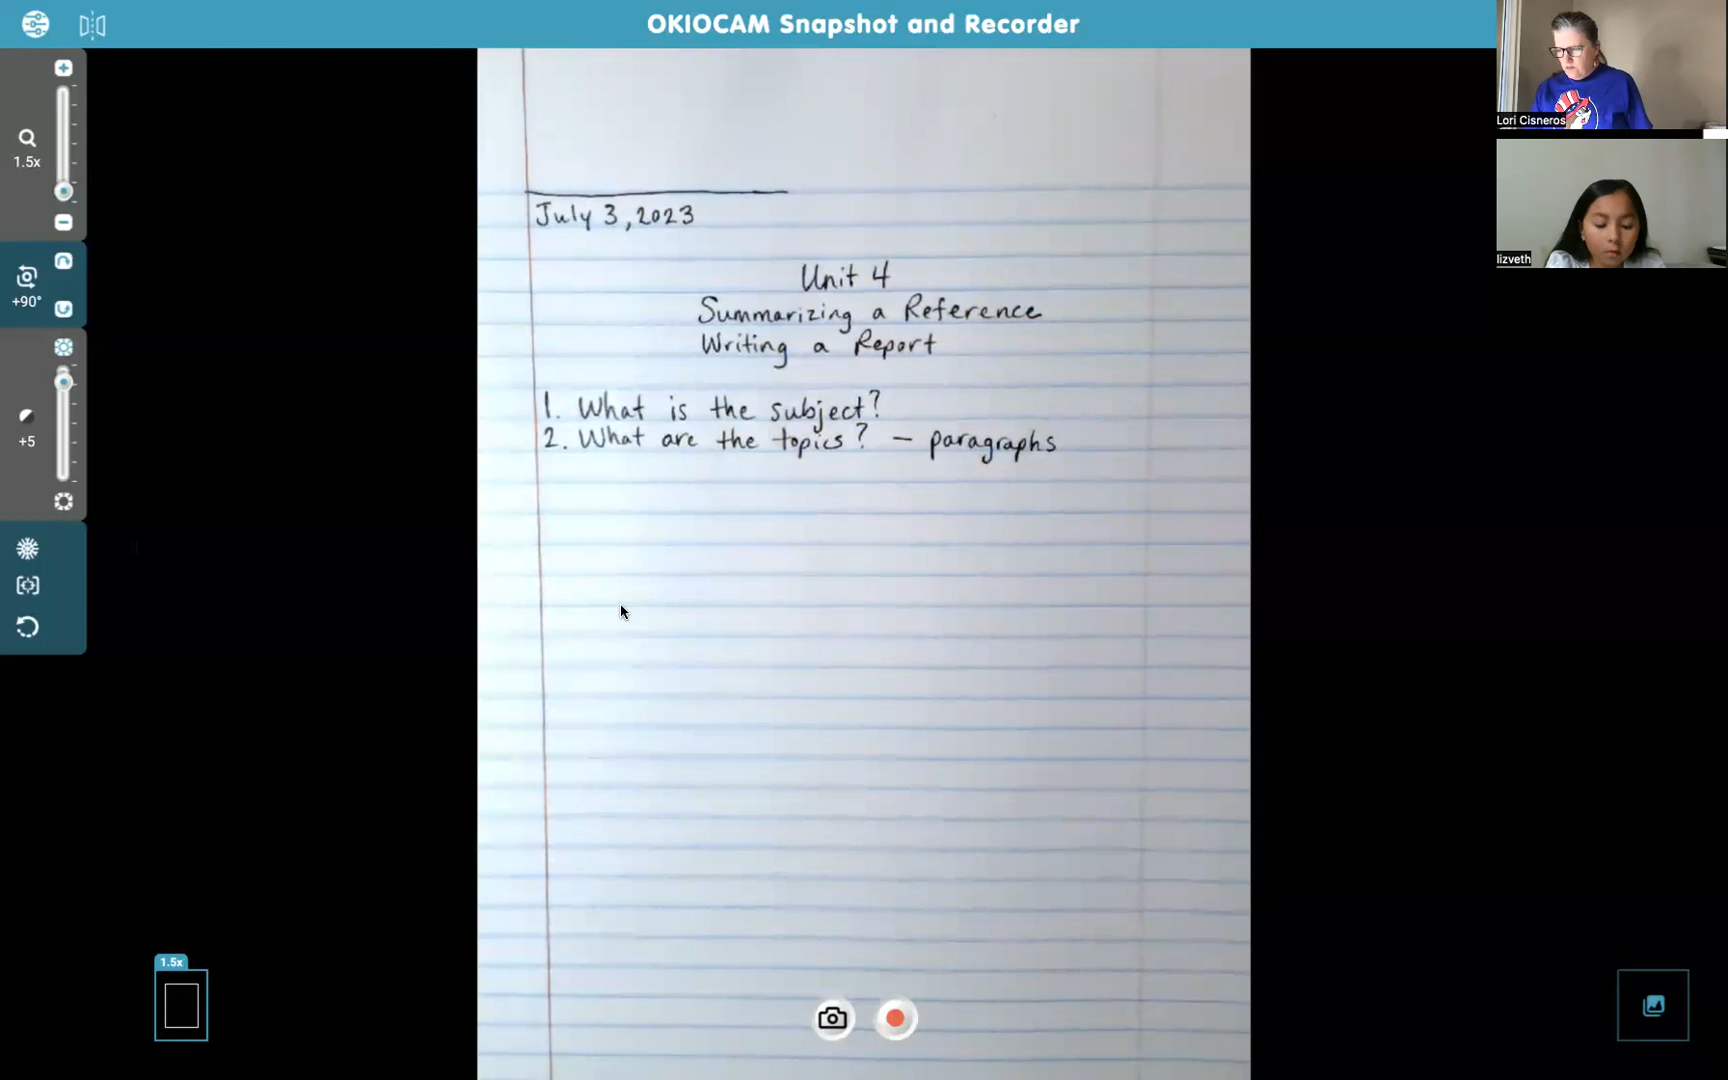 OKIOCAM Snapshot and Recorder
1.5x
+90°
+5
July 3, 2023
Unit 4
Summarizing a Reference
Writing a Report
1. What is the subject?
2. What are the topics? - paragraphs
1.5x
Lori Cisneros
lizveth